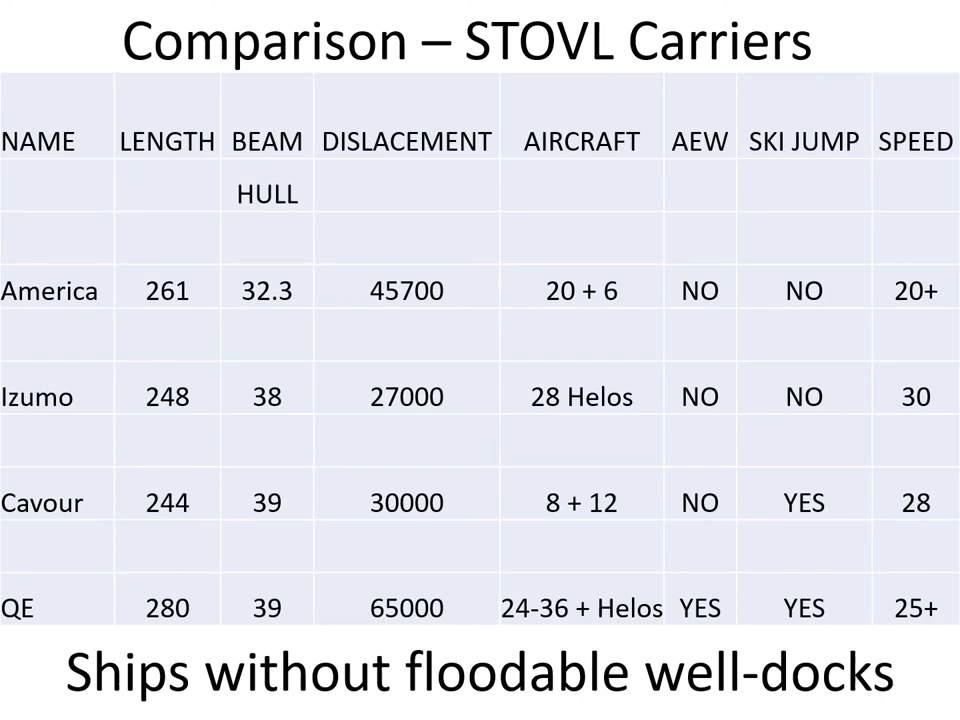 Comparison – STOVL Carriers
NAME LENGTH BEAM DISLACEMENT AIRCRAFT AEW SKI JUMP SPEED
HULL
America 261 32.3 45700 20 + 6 NO NO 20+
Izumo 248 38 27000 28 Helos NO NO 30
Cavour 244 39 30000 8 + 12 NO YES 28
QE 280 39 65000 24-36 + Helos YES YES 25+
Ships without floodable well-docks